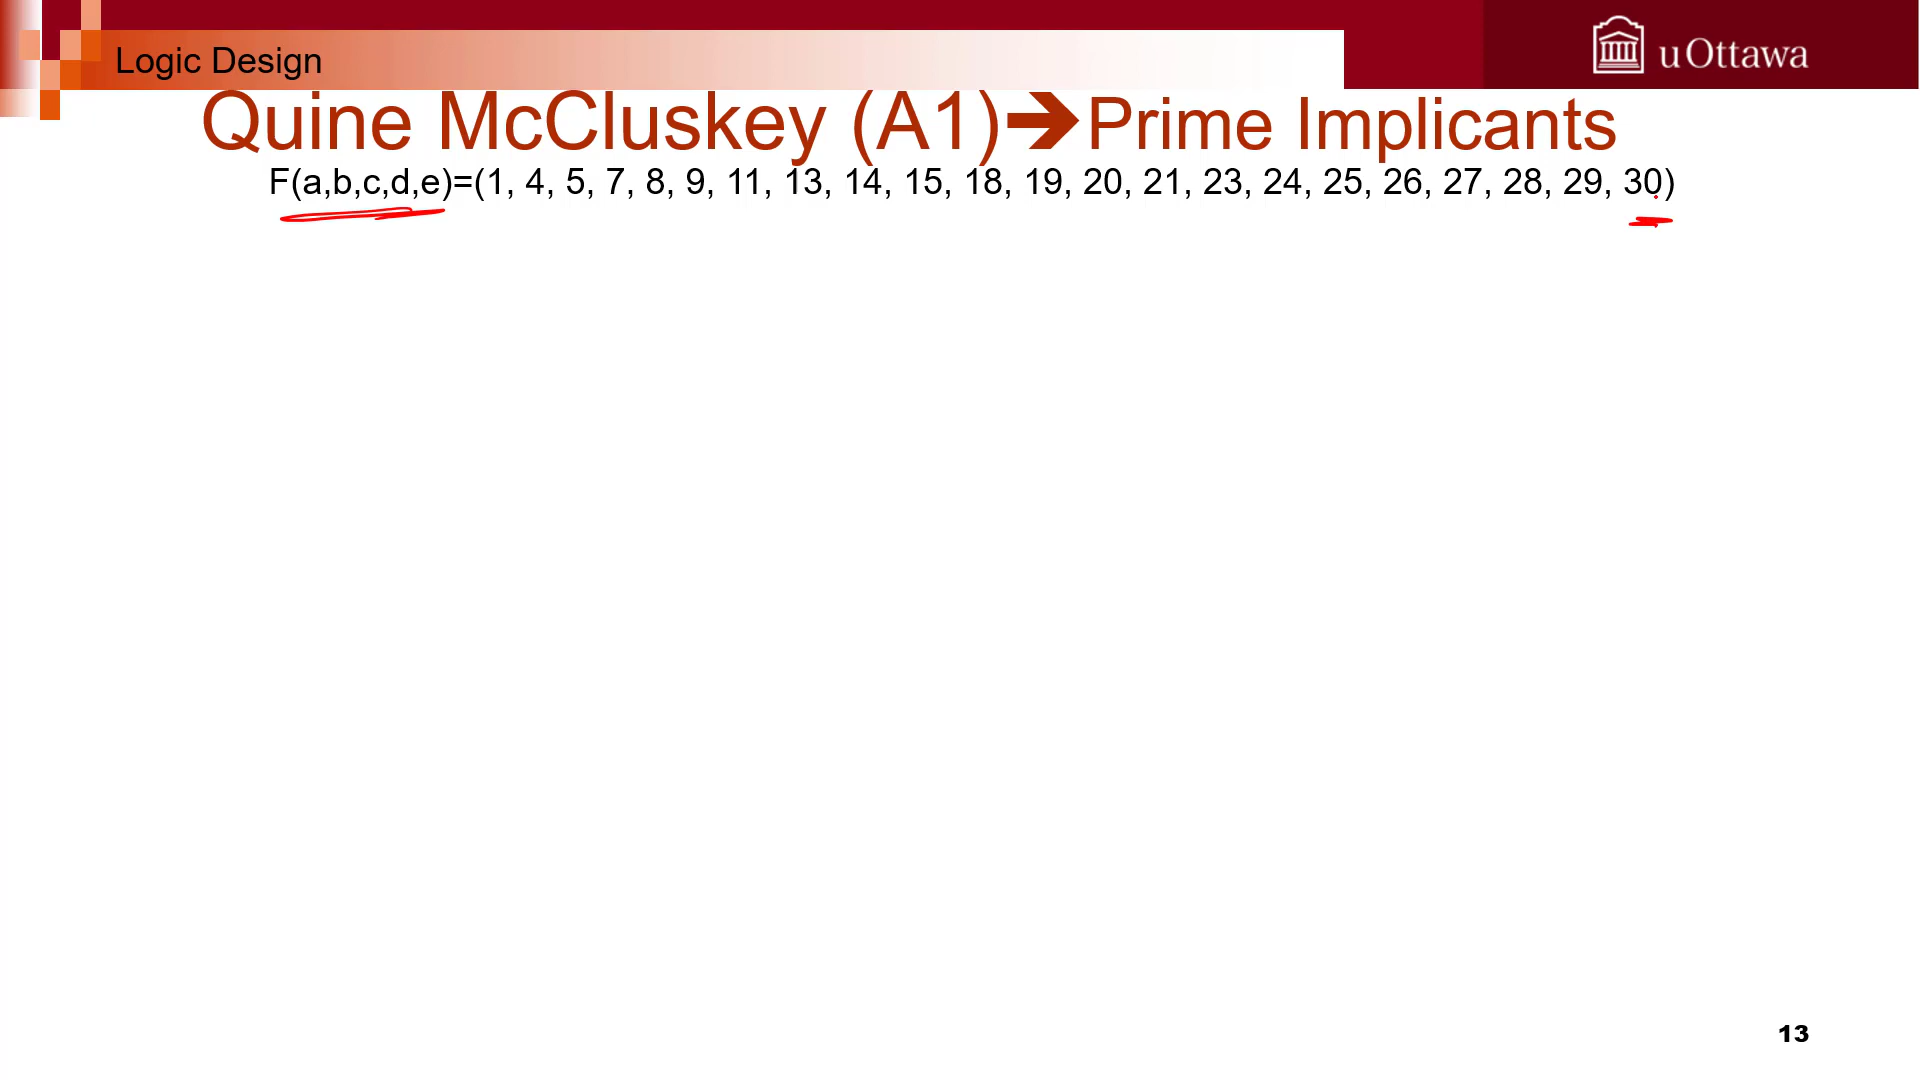 Logic Design
uOttawa
Quine McCluskey (A1)➔Prime Implicants
F(a,b,c,d,e)=(1, 4, 5, 7, 8, 9, 11, 13, 14, 15, 18, 19, 20, 21, 23, 24, 25, 26, 27, 28, 29, 30)
13